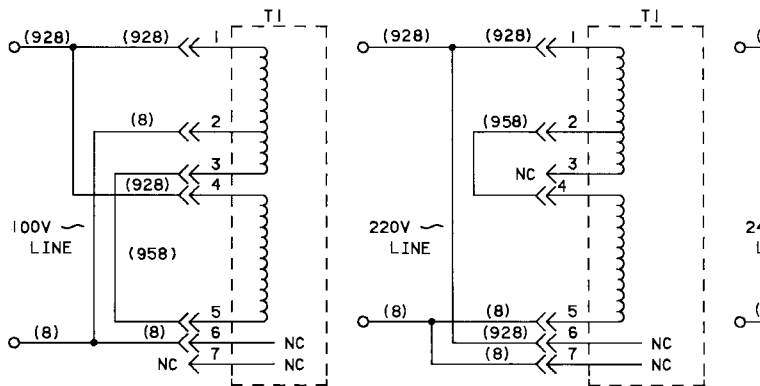 T1
(928) (928) 1
(8) 2
3
(928) 4
100V ~
LINE
(958)
5
(8) (8) 6 NC
NC 7 NC
T1
(928) (928) 1
(958) 2
NC 3
4
220V ~
LINE
(8) (8) 5
(928) 6 NC
(8) 7 NC
(
24
L
(